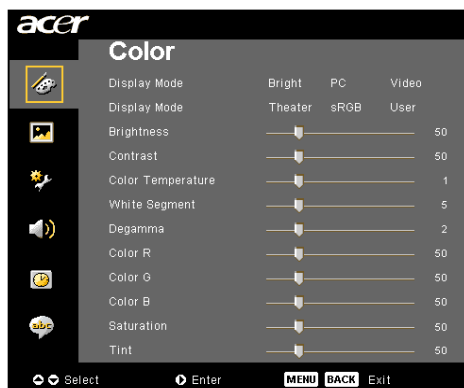 acer
Color
Display Mode Bright PC Video
Display Mode Theater sRGB User
Brightness 50
Contrast 50
Color Temperature 1
White Segment 5
Degamma 2
Color R 50
Color G 50
Color B 50
Saturation 50
Tint 50
abc
Select Enter MENU BACK Exit